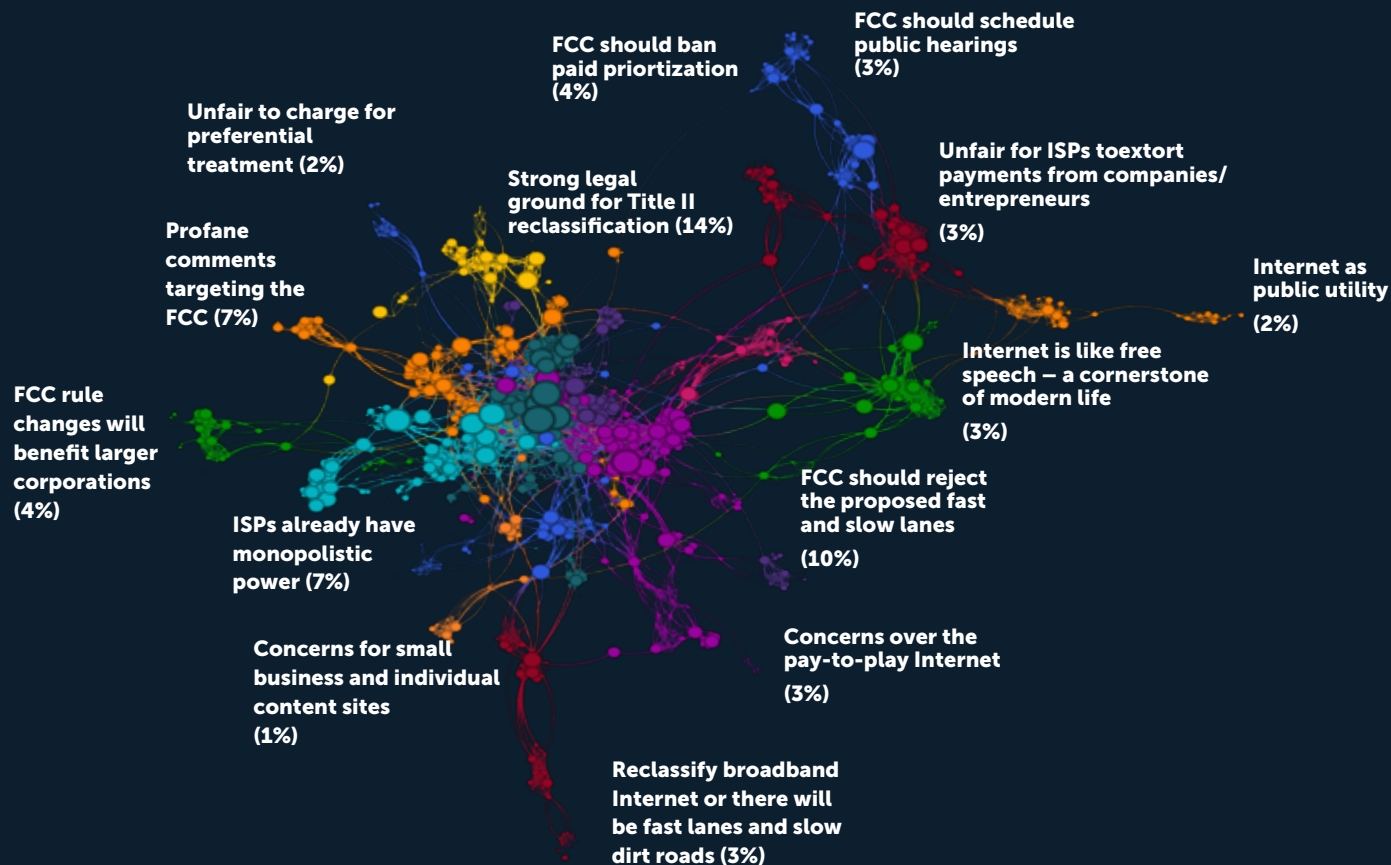 FCC should schedule
public hearings
(3%)
FCC should ban
paid priortization
(4%)
Unfair to charge for
preferential
treatment (2%)
Unfair for ISPs toextort
payments from companies/
entrepreneurs
(3%)
Strong legal
ground for Title II
reclassification (14%)
Profane
comments
targeting the
FCC (7%)
Internet as
public utility
(2%)
Internet is like free
speech – a cornerstone
of modern life
(3%)
FCC rule
changes will
benefit larger
corporations
(4%)
FCC should reject
the proposed fast
and slow lanes
(10%)
ISPs already have
monopolistic
power (7%)
Concerns over the
pay-to-play Internet
(3%)
Concerns for small
business and individual
content sites
(1%)
Reclassify broadband
Internet or there will
be fast lanes and slow
dirt roads (3%)